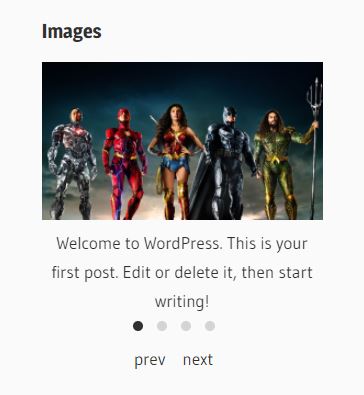 Images
Welcome to WordPress. This is your
first post. Edit or delete it, then start
writing!
prev next